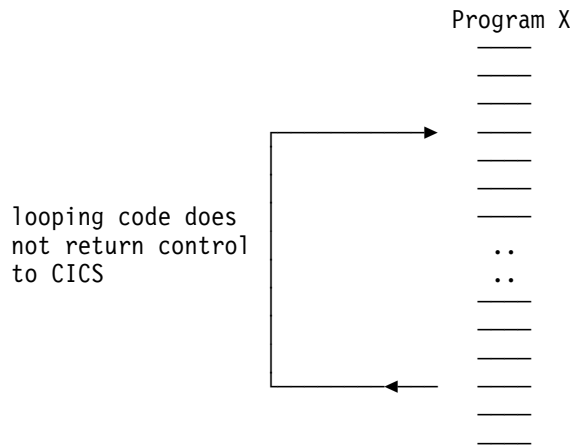 Program X
looping code does
not return control
to CICS
..
..